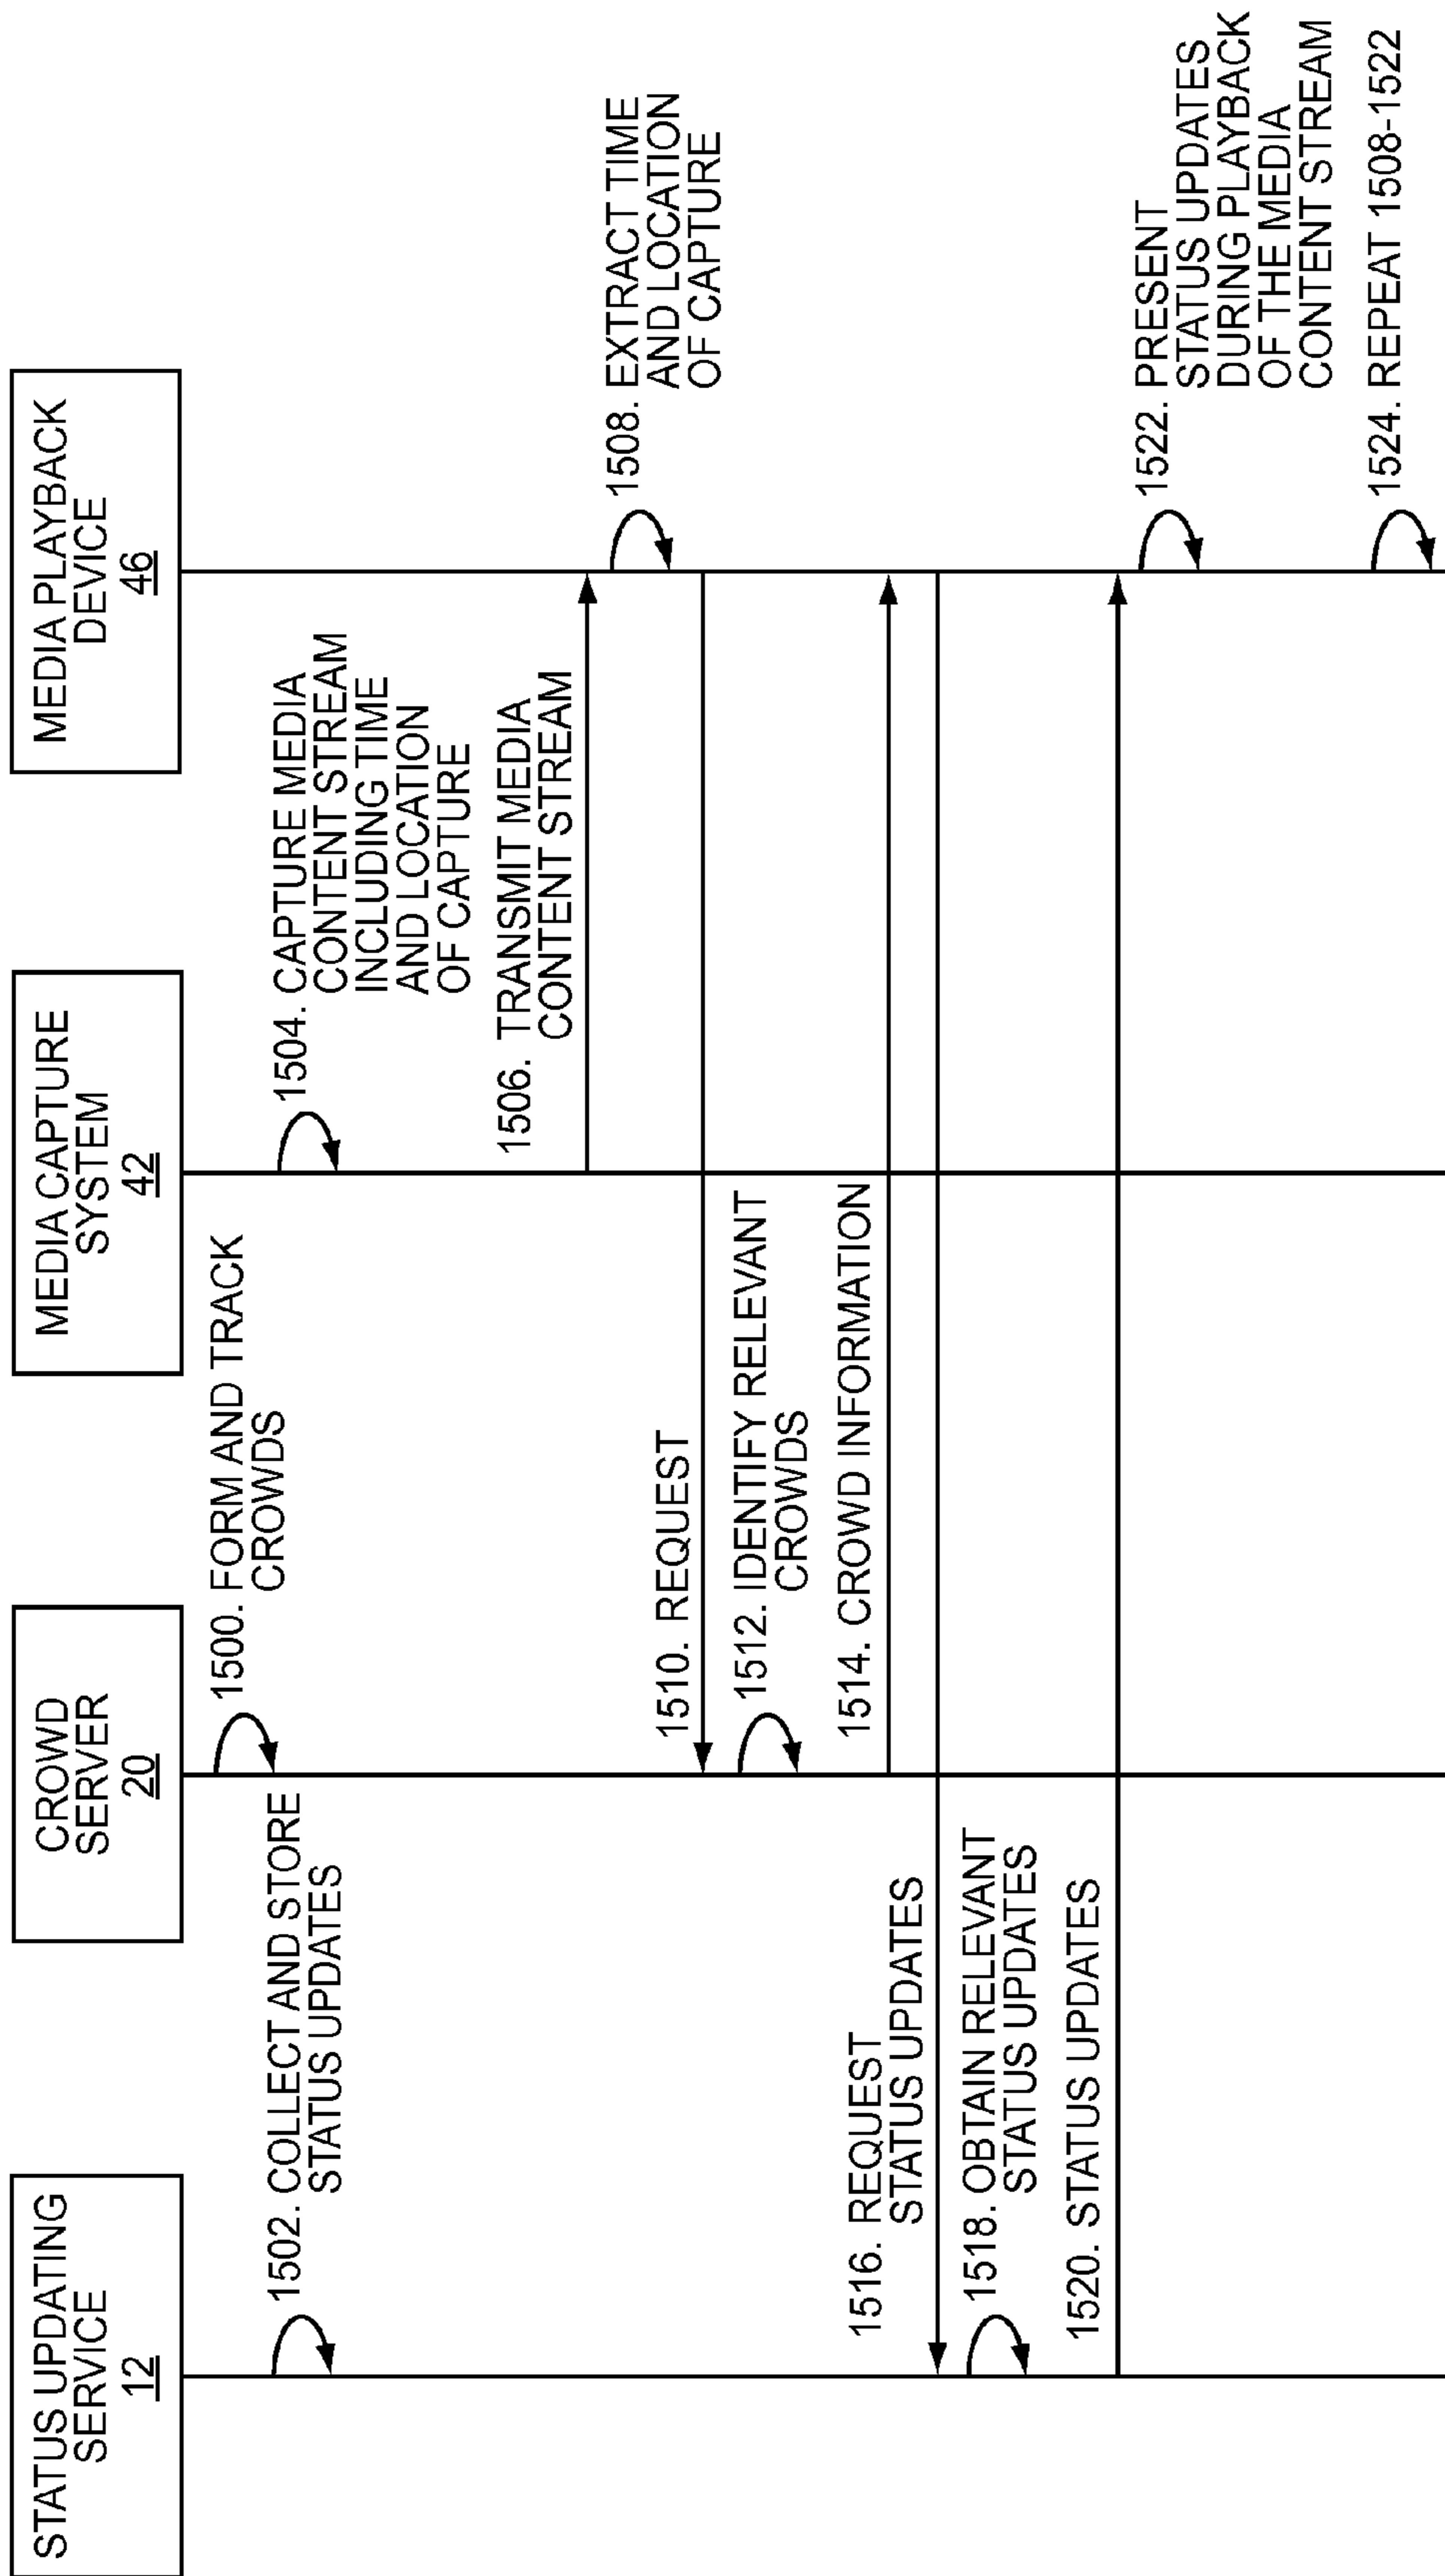 STATUS UPDATING
SERVICE
12
CROWD
SERVER
20
MEDIA CAPTURE
SYSTEM
42
MEDIA PLAYBACK
DEVICE
46
1500. FORM AND TRACK
CROWDS
1502. COLLECT AND STORE
STATUS UPDATES
1504. CAPTURE MEDIA
CONTENT STREAM
INCLUDING TIME
AND LOCATION
OF CAPTURE
1506. TRANSMIT MEDIA
CONTENT STREAM
1508. EXTRACT TIME
AND LOCATION
OF CAPTURE
1510. REQUEST
1512. IDENTIFY RELEVANT
CROWDS
1514. CROWD INFORMATION
1516. REQUEST
STATUS UPDATES
1518. OBTAIN RELEVANT
STATUS UPDATES
1520. STATUS UPDATES
1522. PRESENT
STATUS UPDATES
DURING PLAYBACK
OF THE MEDIA
CONTENT STREAM
1524. REPEAT 1508-1522